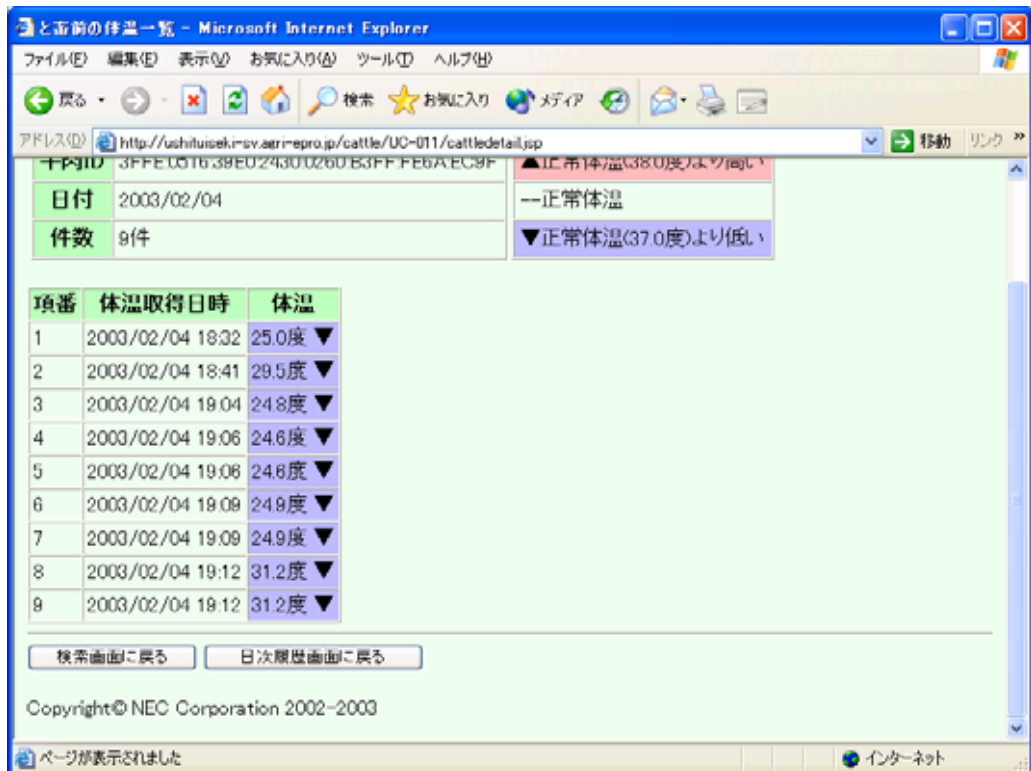 と畜前の体温一覧 - Microsoft Internet Explorer
ファイル(F) 編集(E) 表示(V) お気に入り(A) ツール(T) ヘルプ(H)
戻る 検索 お気に入り メディア
アドレス(D) http://ushituiseki-sv.agri-epro.jp/cattle/UC-011/cattledetail.jsp 移動 リンク »
▲正常体温(38.0度)より高い
日付 2003/02/04 --正常体温
件数 9件 ▼正常体温(37.0度)より低い
項番 体温取得日時 体温
1 2003/02/04 18:32 25.0度 ▼
2 2003/02/04 18:41 29.5度 ▼
3 2003/02/04 19:04 24.8度 ▼
4 2003/02/04 19:06 24.6度 ▼
5 2003/02/04 19:06 24.6度 ▼
6 2003/02/04 19:09 24.9度 ▼
7 2003/02/04 19:09 24.9度 ▼
8 2003/02/04 19:12 31.2度 ▼
9 2003/02/04 19:12 31.2度 ▼
検索画面に戻る 日次履歴画面に戻る
Copyright© NEC Corporation 2002-2003
ページが表示されました インターネット